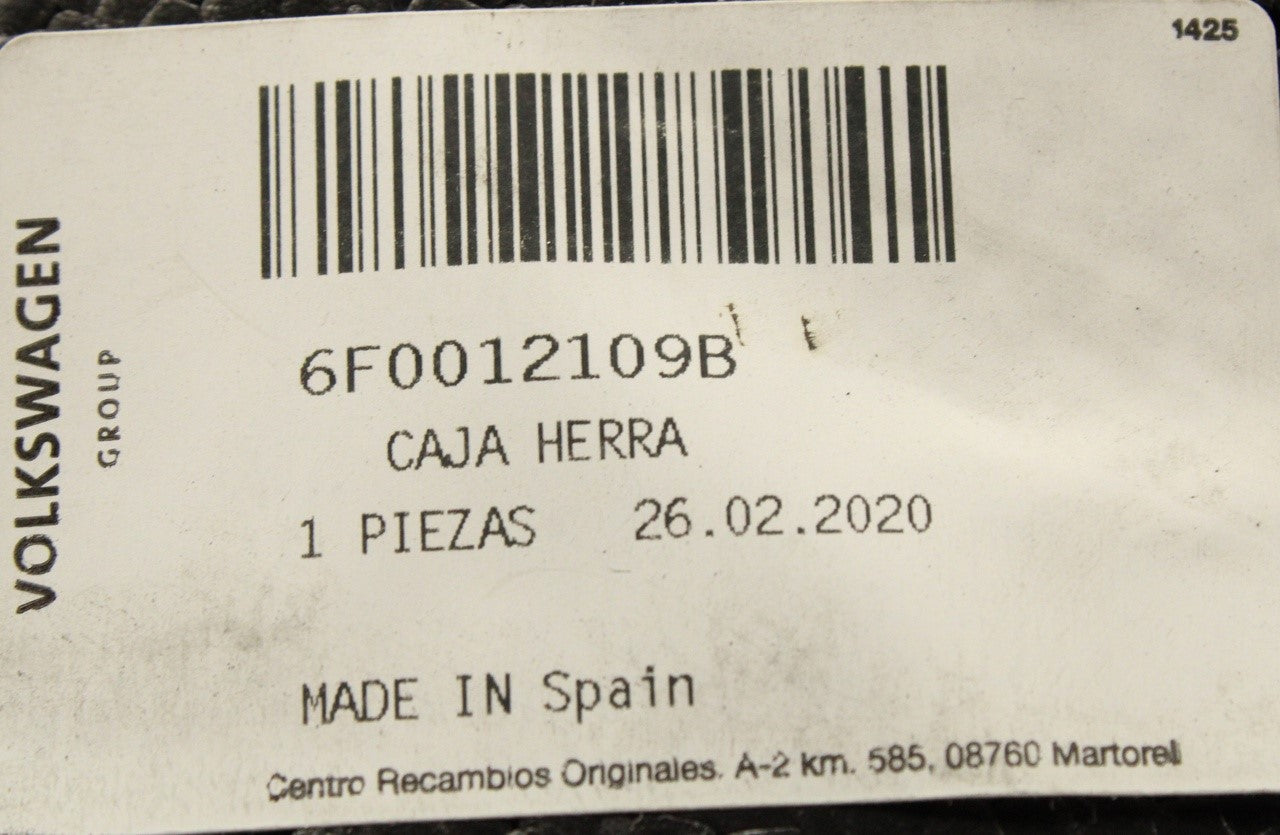 1425
VOLKSWAGEN
GROUP
6F0012109B
CAJA HERRA
1 PIEZAS 26.02.2020
MADE IN Spain
Centro Recambios Originales. A-2 km. 585, 08760 Martorell